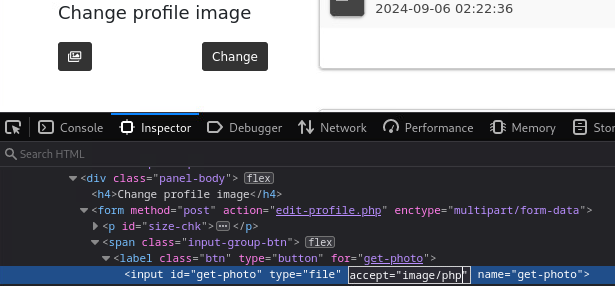 Change profile image
2024-09-06 02:22:36
Change
Console Inspector Debugger Network Performance Memory Stor
Search HTML
<div class="panel-body"> flex
<h4>Change profile image</h4>
<form method="post" action="edit-profile.php" enctype="multipart/form-data">
<p id="size-chk">⋯</p>
<span class="input-group-btn"> flex
<label class="btn" type="button" for="get-photo">
<input id="get-photo" type="file" accept="image/php" name="get-photo">